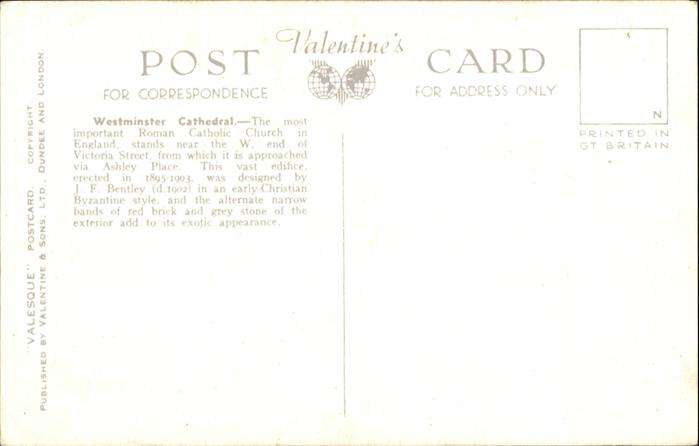 Valentine's
POST CARD
FOR CORRESPONDENCE
FOR ADDRESS ONLY
N
PRINTED IN
GT BRITAIN
Westminster Cathedral.—The most
important Roman Catholic Church in
England, stands near the W. end of
Victoria Street, from which it is approached
via Ashley Place. This vast edifice,
erected in 1895-1903, was designed by
J. F. Bentley (d.1902) in an early-Christian
Byzantine style, and the alternate narrow
bands of red brick and grey stone of the
exterior add to its exotic appearance.
"VALESQUE" POSTCARD. COPYRIGHT
PUBLISHED BY VALENTINE & SONS, LTD., DUNDEE AND LONDON.